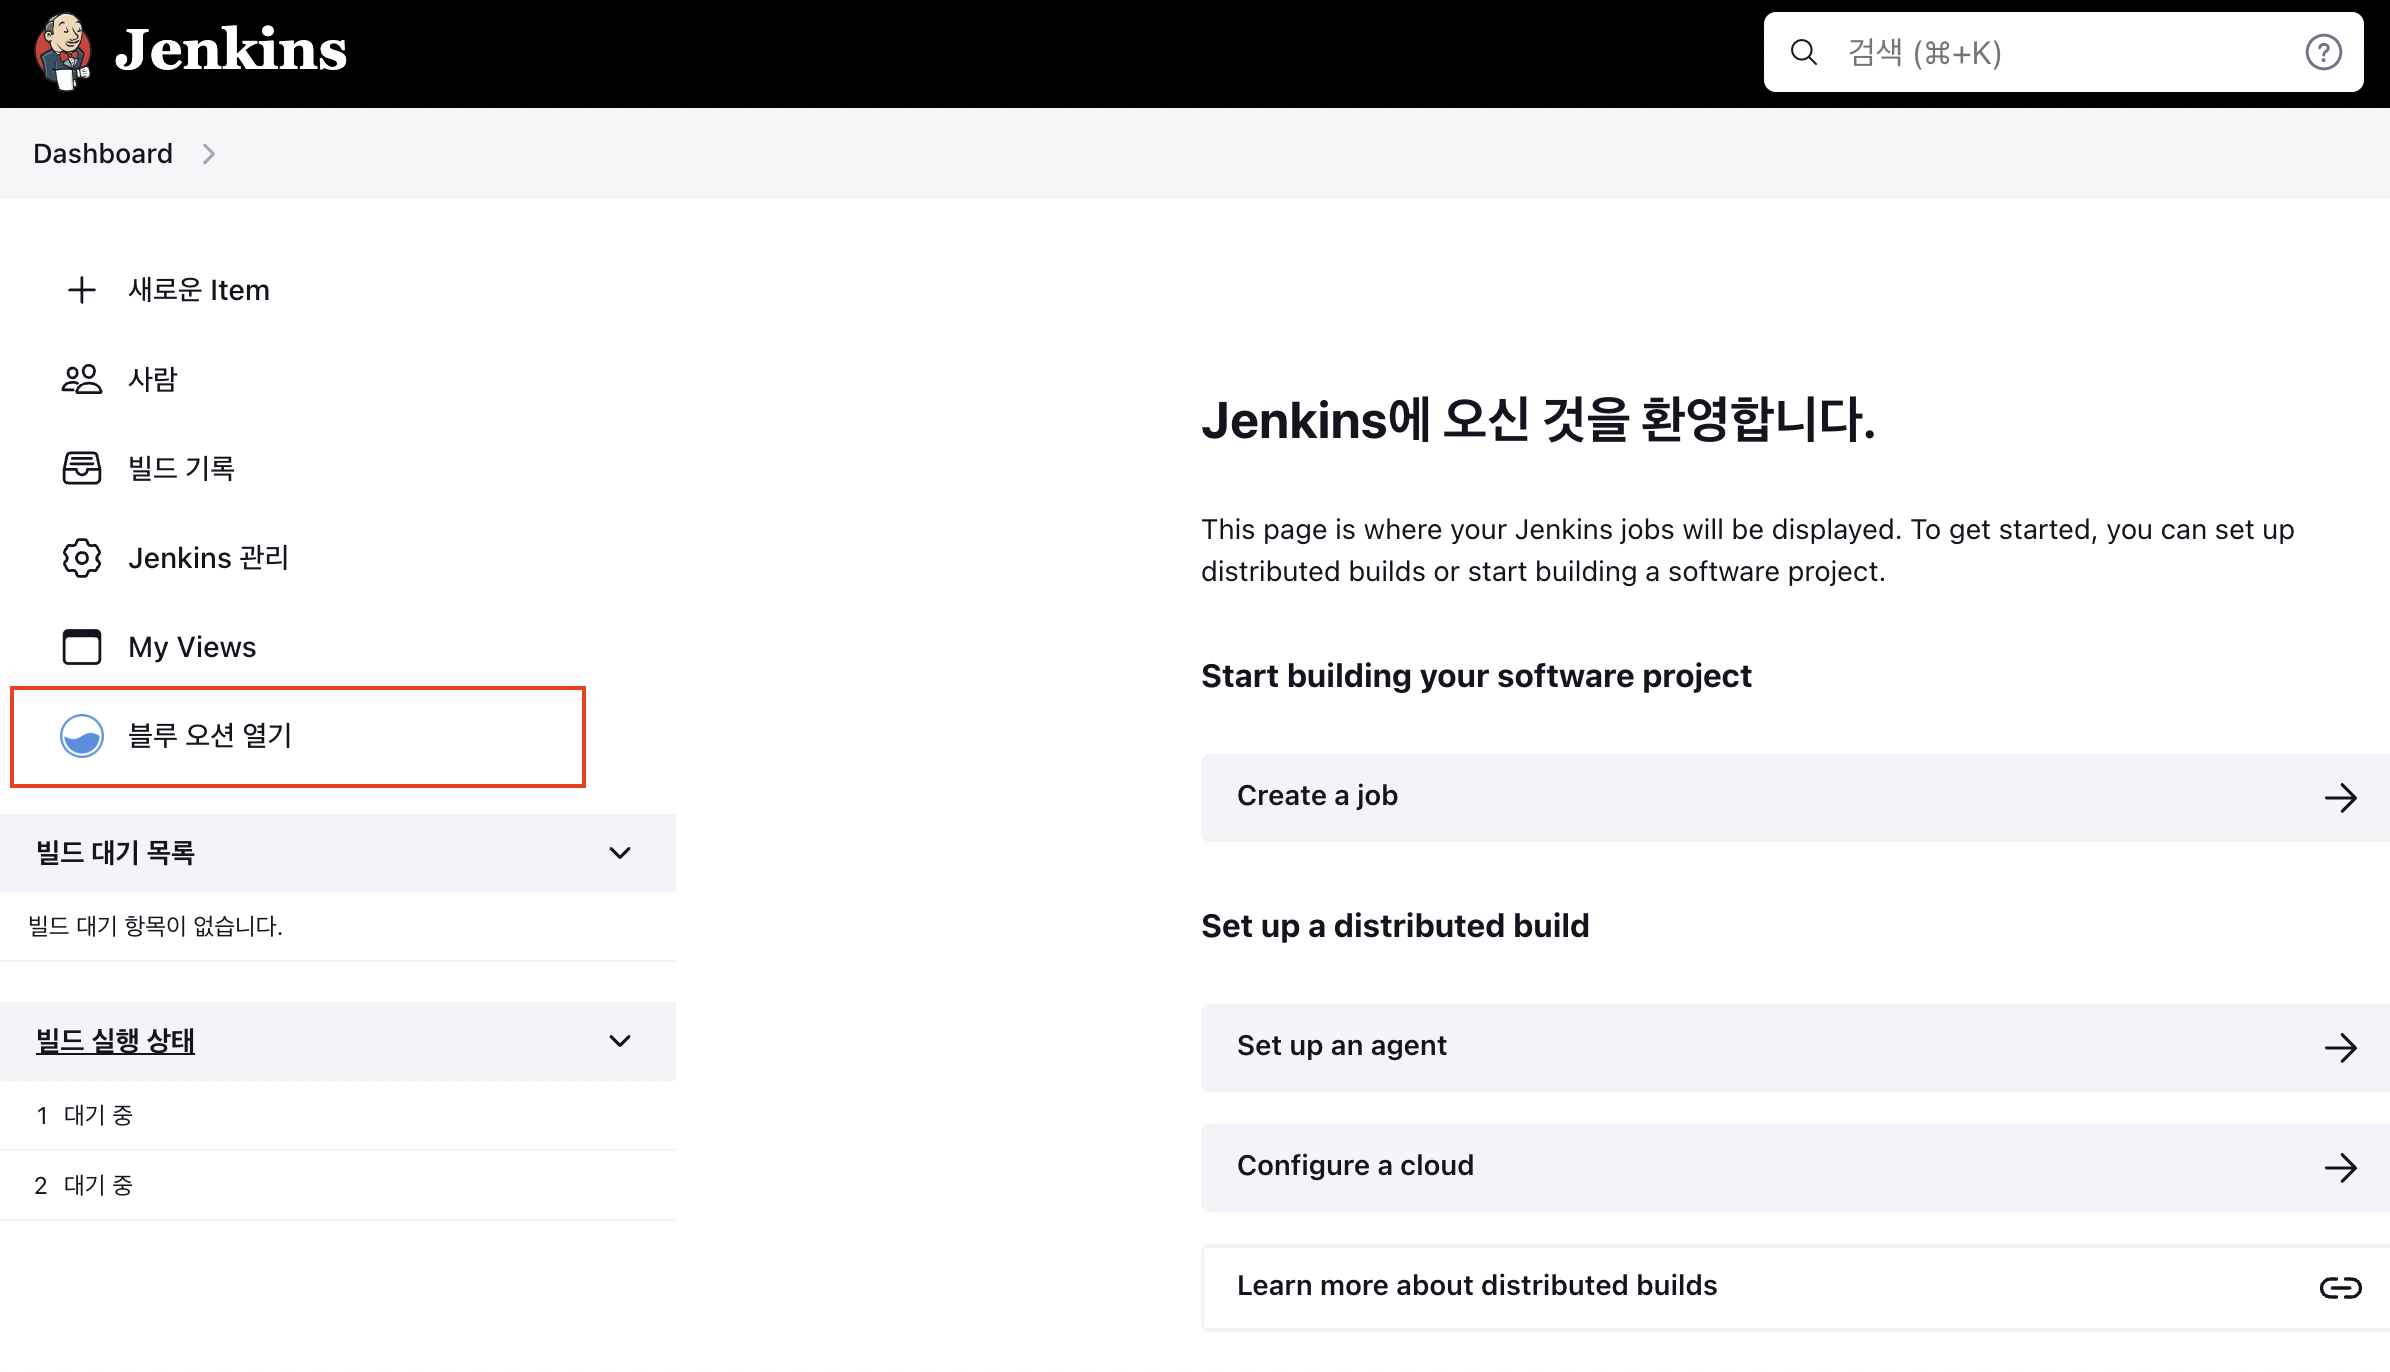 Jenkins
검색 (⌘+K)
Dashboard
새로운 Item
사람
빌드 기록
Jenkins 관리
My Views
블루 오션 열기
빌드 대기 목록
빌드 대기 항목이 없습니다.
빌드 실행 상태
1 대기 중
2 대기 중
Jenkins에 오신 것을 환영합니다.
This page is where your Jenkins jobs will be displayed. To get started, you can set up
distributed builds or start building a software project.
Start building your software project
Create a job
Set up a distributed build
Set up an agent
Configure a cloud
Learn more about distributed builds